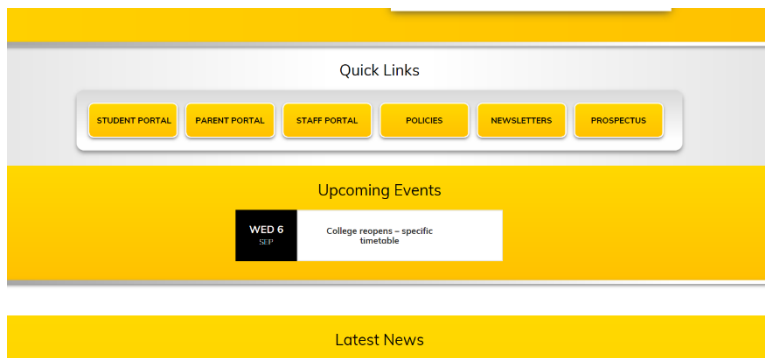 Quick Links
STUDENT PORTAL
PARENT PORTAL
STAFF PORTAL
POLICIES
NEWSLETTERS
PROSPECTUS
Upcoming Events
WED 6
SEP
College reopens – specific
timetable
Latest News